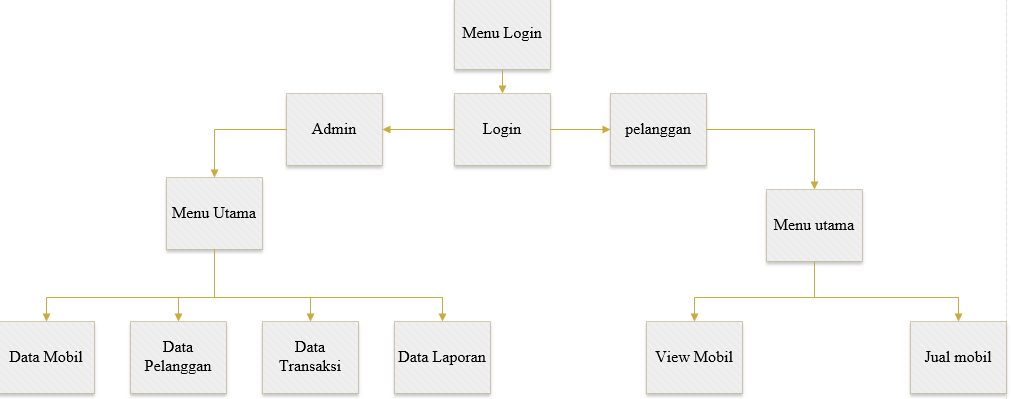 Menu Login
Admin
Login
pelanggan
Menu Utama
Menu utama
Data Mobil
Data
Pelanggan
Data
Transaksi
Data Laporan
View Mobil
Jual mobil